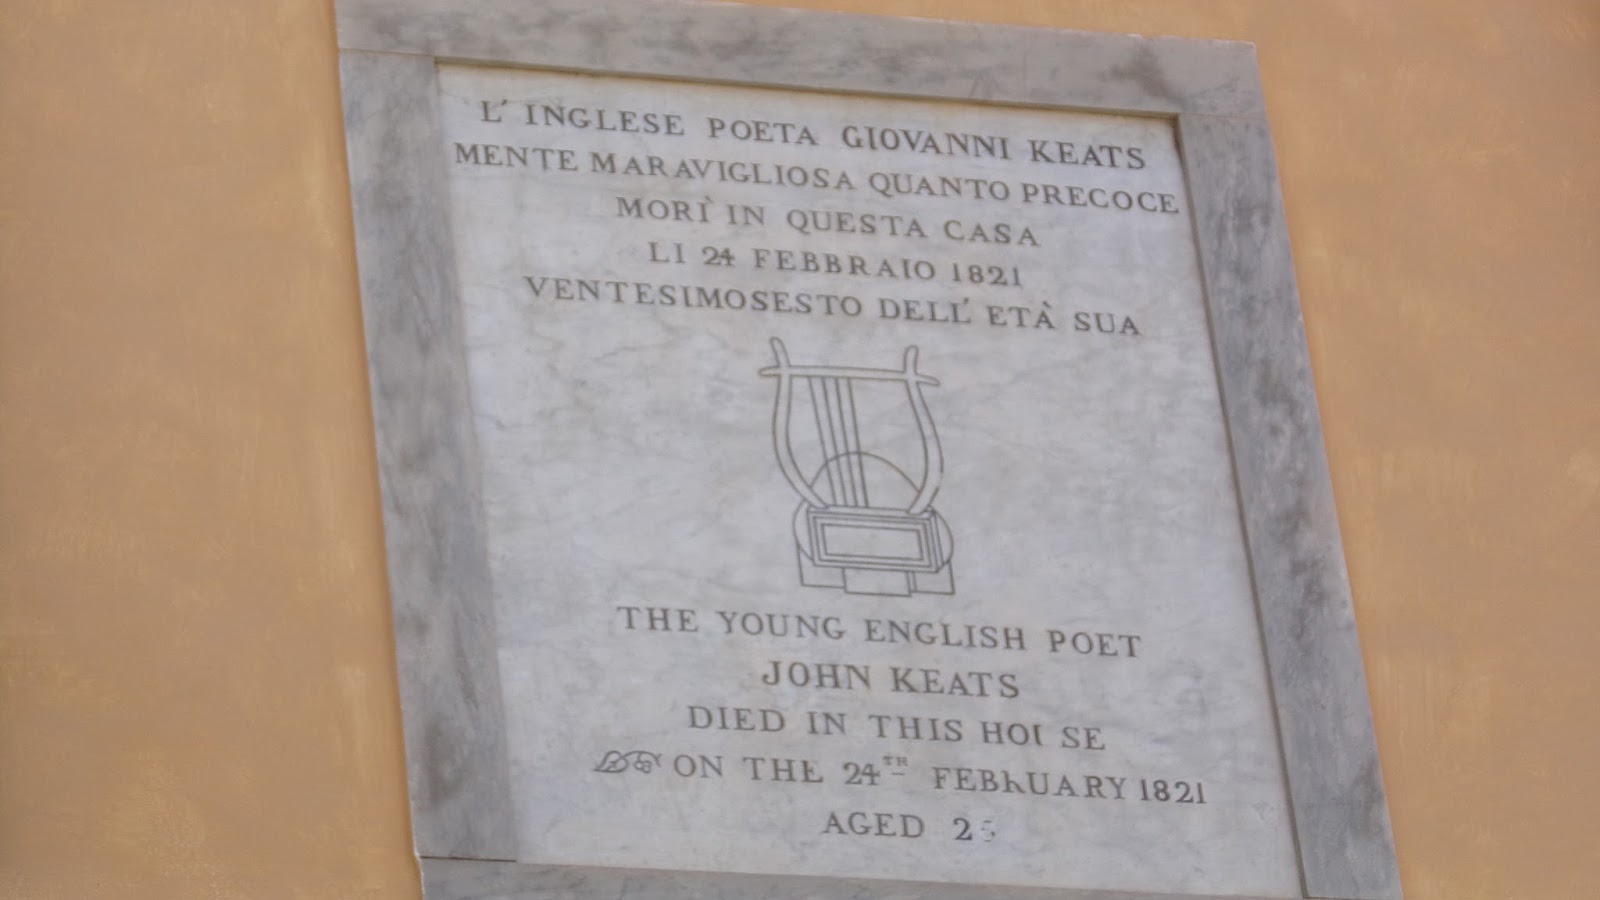 L' INGLESE POETA GIOVANNI KEATS
MENTE MARAVIGLIOSA QUANTO PRECOCE
MORÌ IN QUESTA CASA
LI 24 FEBBRAIO 1821
VENTESIMOSESTO DELL' ETÀ SUA
THE YOUNG ENGLISH POET
JOHN KEATS
DIED IN THIS HOUSE
ON THE 24TH FEBRUARY 1821
AGED 25